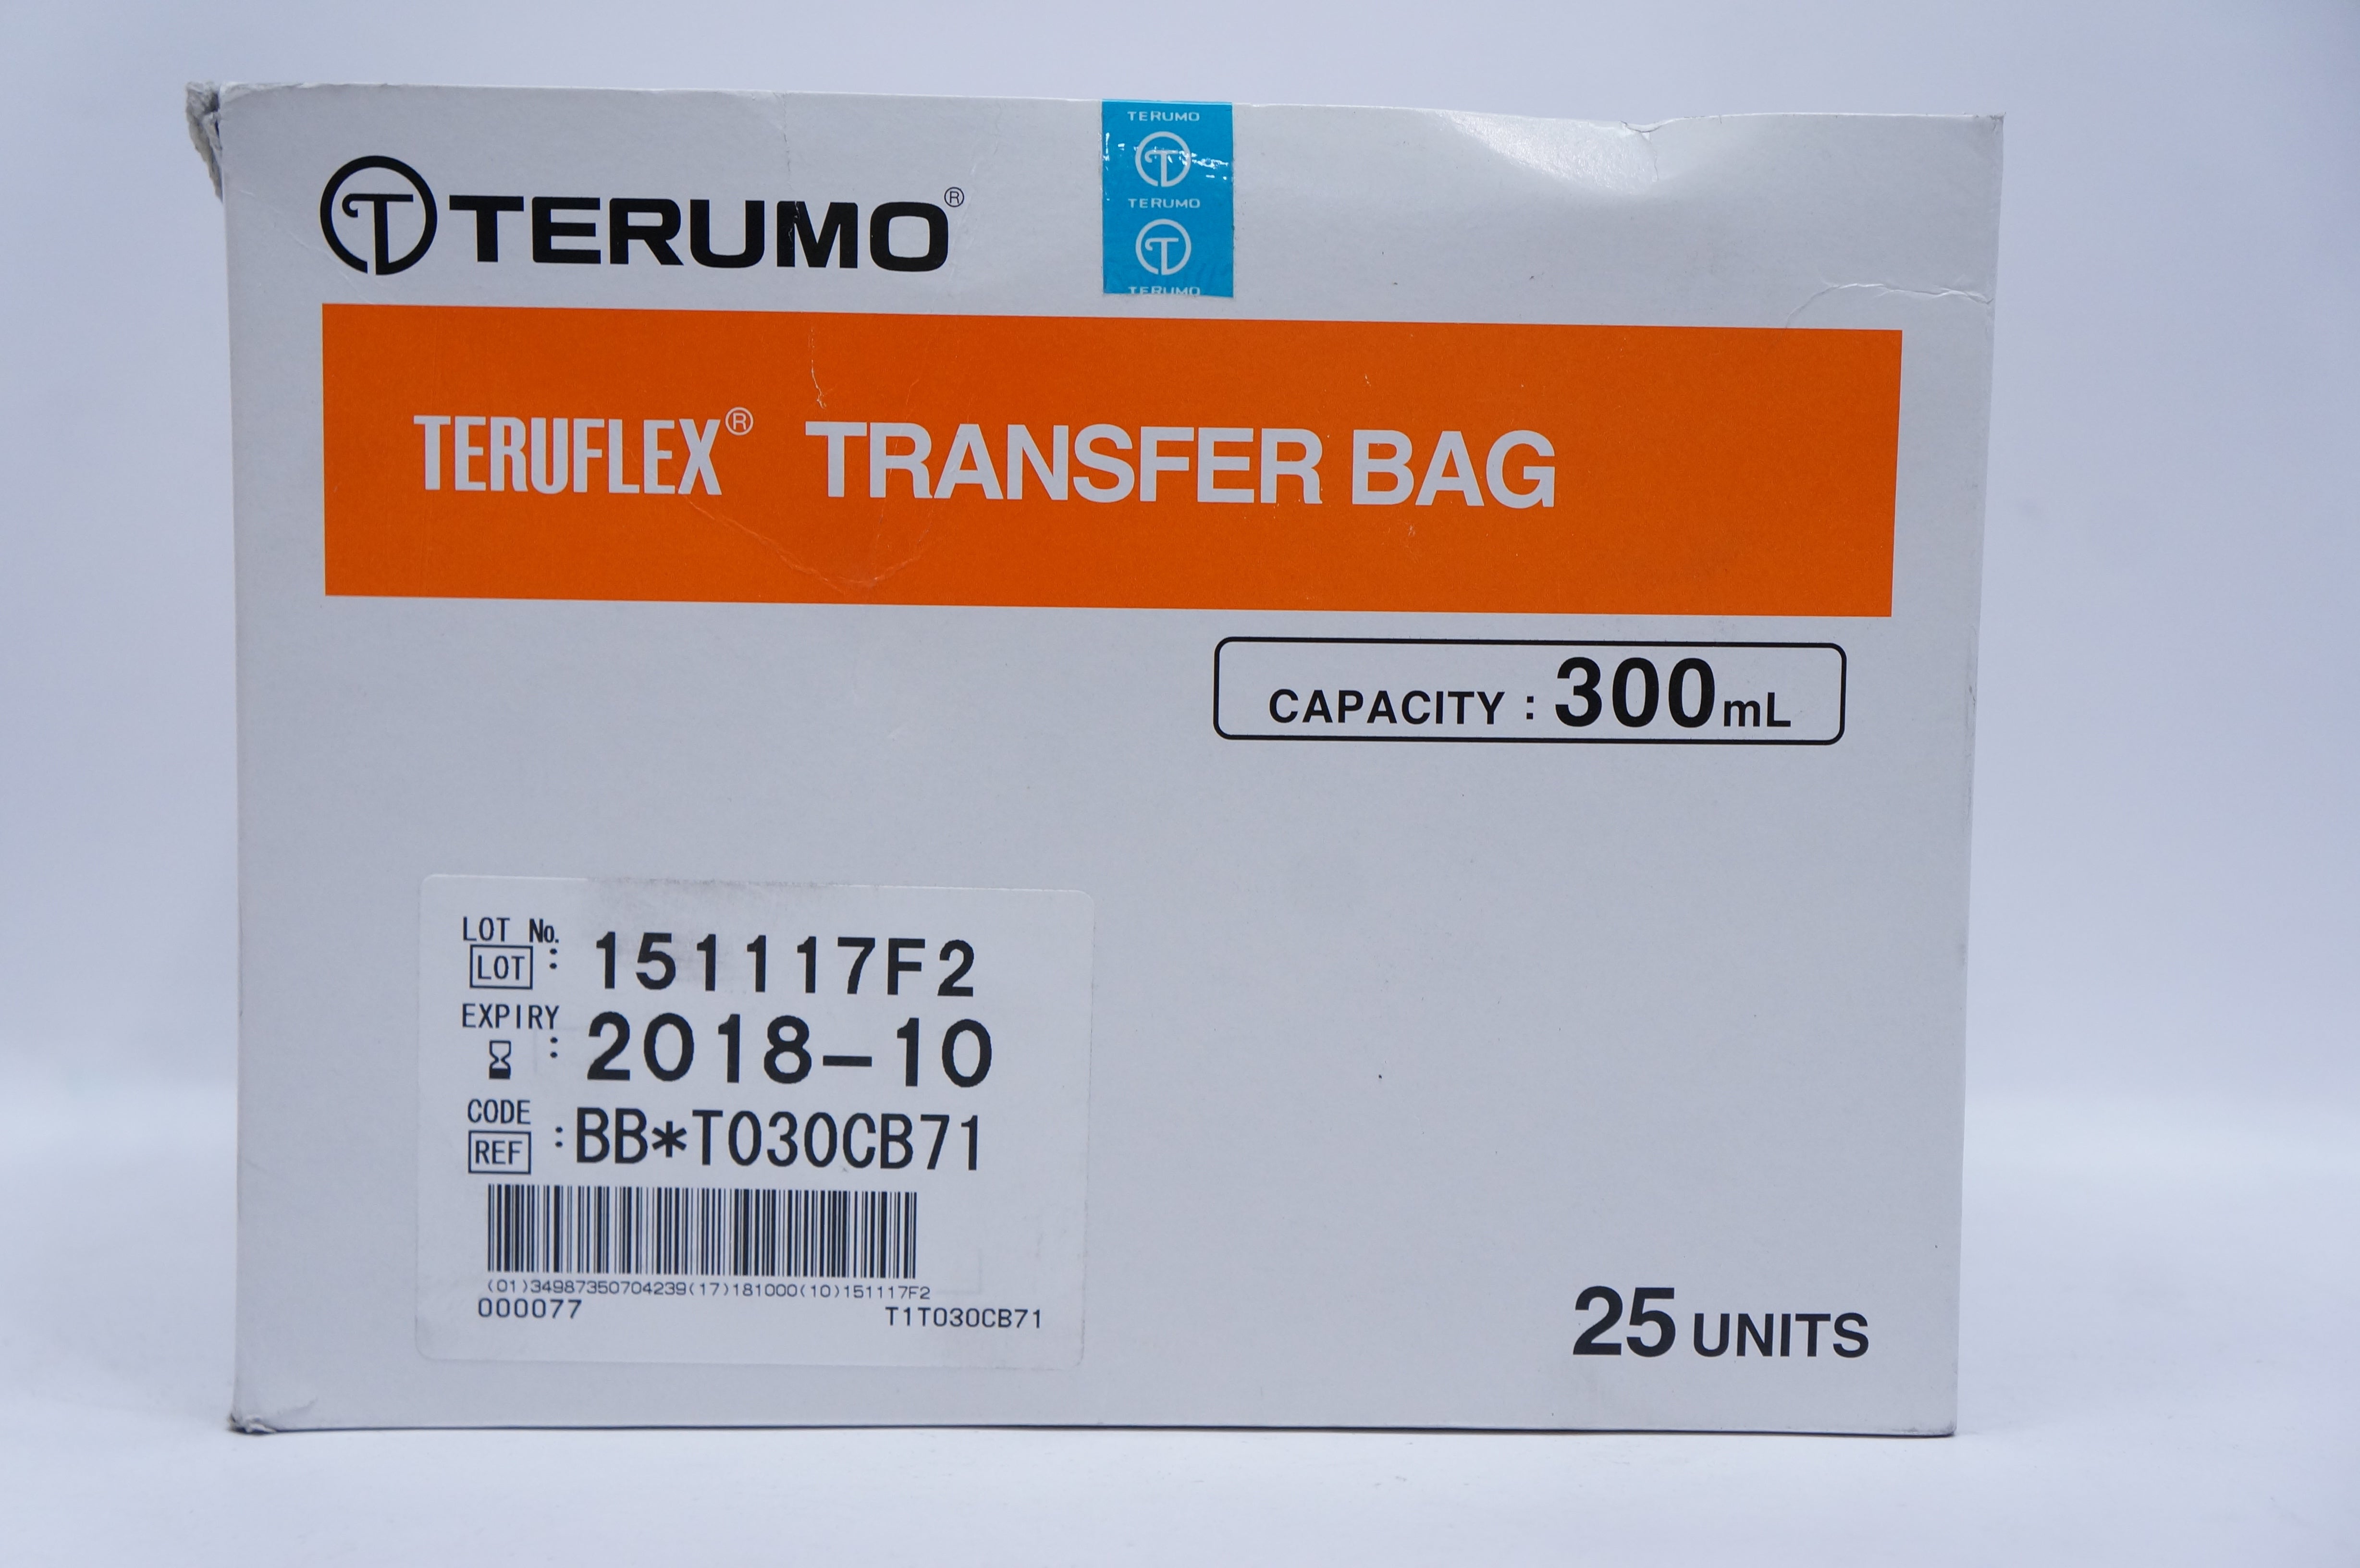 TERUMO®
TERUMO
TERUMO
TERUMO
TERUFLEX® TRANSFER BAG
CAPACITY : 300mL
LOT No.
LOT : 151117F2
EXPIRY
: 2018-10
CODE
REF : BB*T030CB71
(01)34987350704239(17)181000(10)151117F2
000077 T1T030CB71
25 UNITS